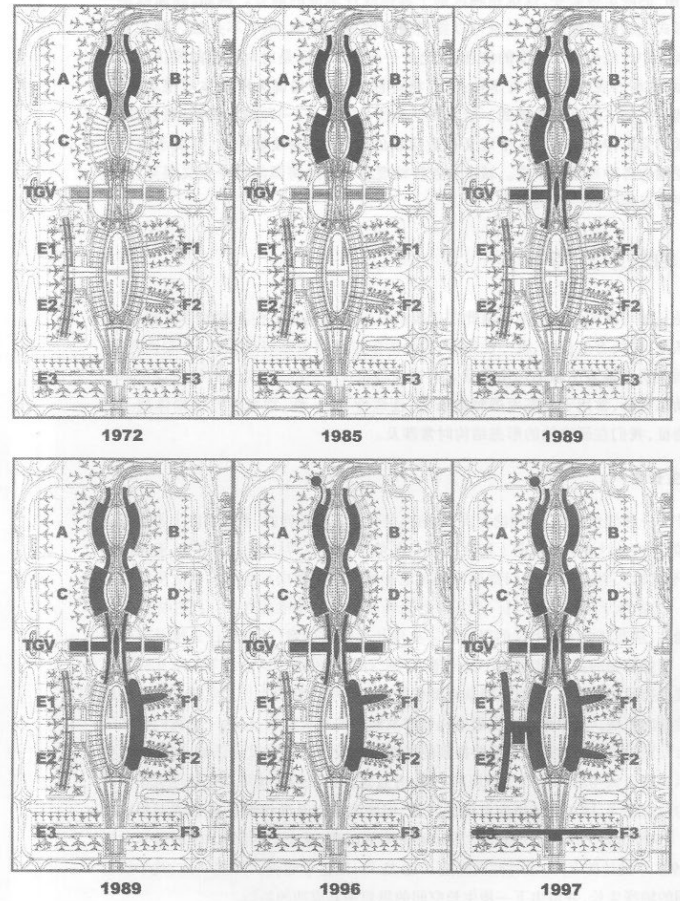 A B
C D
TGV
E1 F1
E2 F2
E3 F3
A B
C D
TGV
E1 F1
E2 F2
E3 F3
A B
C D
TGV
E1 F1
E2 F2
E3 F3
1972
1985
1989
A B
C D
TGV
E1 F1
E2 F2
E3 F3
A B
C D
TGV
E1 F1
E2 F2
E3 F3
A B
C D
TGV
E1 F1
E2 F2
F3
1989
1996
1997